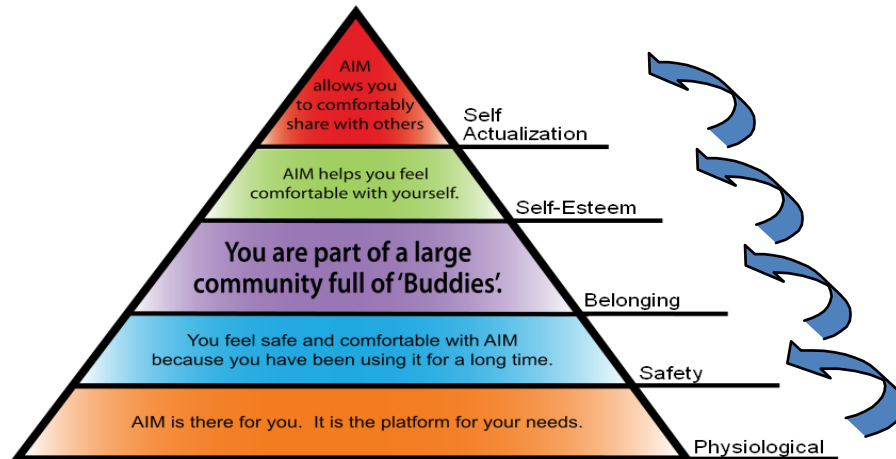 AIM
allows you
to comfortably
share with others
Self
Actualization
AIM helps you feel
comfortable with yourself.
Self-Esteem
You are part of a large
community full of ‘Buddies’.
Belonging
You feel safe and comfortable with AIM
because you have been using it for a long time.
Safety
AIM is there for you.  It is the platform for your needs.
Physiological